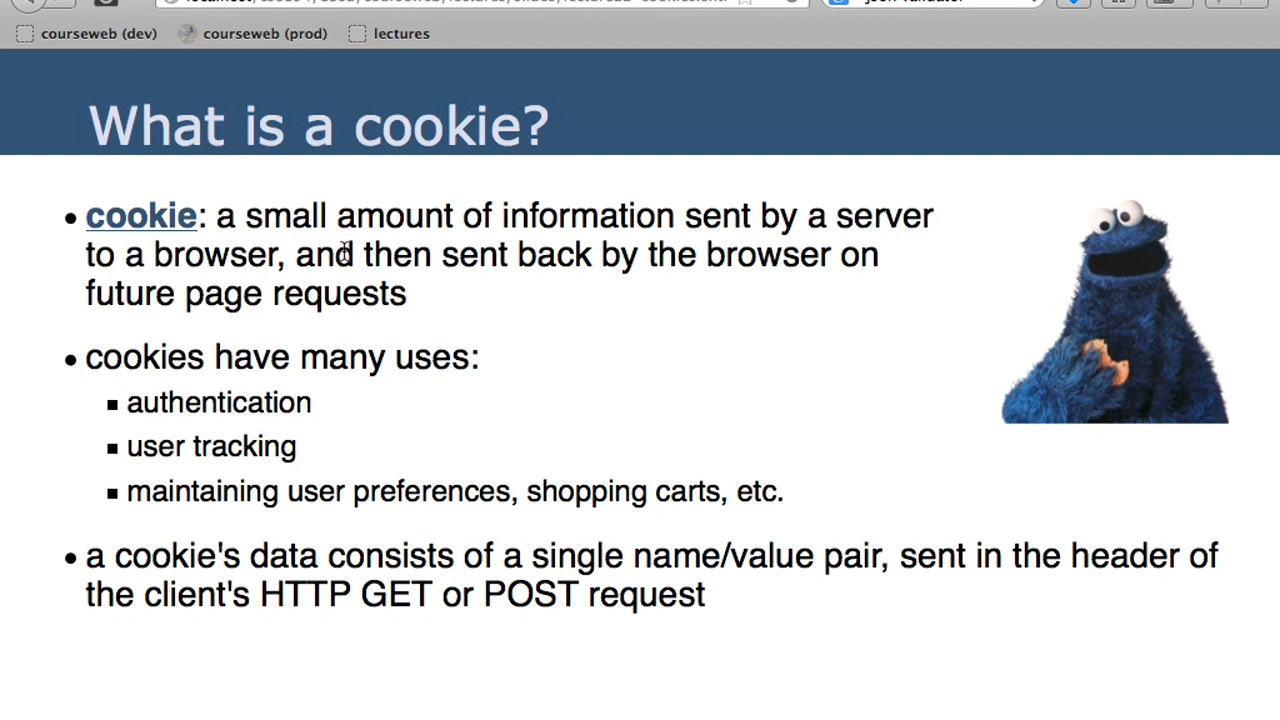 courseweb (dev) courseweb (prod) lectures
What is a cookie?
• cookie: a small amount of information sent by a server
to a browser, and then sent back by the browser on
future page requests
• cookies have many uses:
▪ authentication
▪ user tracking
▪ maintaining user preferences, shopping carts, etc.
• a cookie's data consists of a single name/value pair, sent in the header of
the client's HTTP GET or POST request